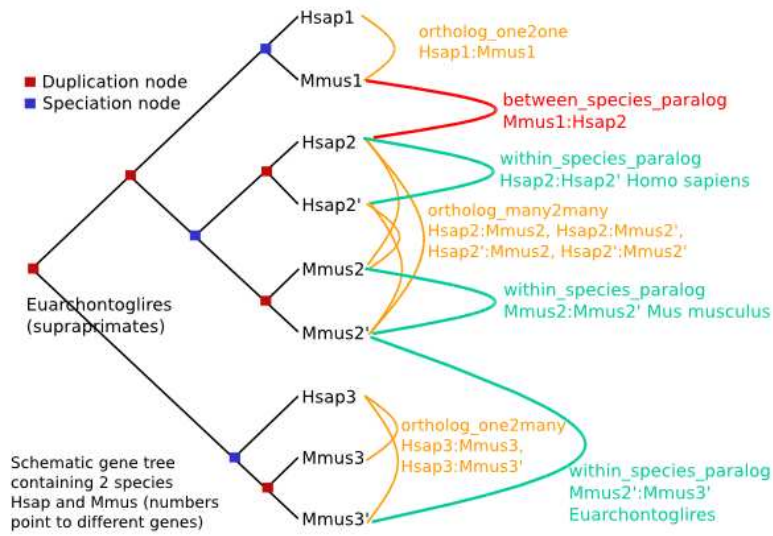 Hsap1
ortholog_one2one
Hsap1:Mmus1
Mmus1
Duplication node
Speciation node
between_species_paralog
Mmus1:Hsap2
Hsap2
within_species_paralog
Hsap2:Hsap2' Homo sapiens
Hsap2'
ortholog_many2many
Hsap2:Mmus2, Hsap2:Mmus2',
Hsap2':Mmus2, Hsap2':Mmus2'
Mmus2
within_species_paralog
Mmus2:Mmus2' Mus musculus
Euarchontoglires
(supraprimates)
Mmus2'
Hsap3
ortholog_one2many
Hsap3:Mmus3,
Hsap3:Mmus3'
Mmus3
within_species_paralog
Mmus2':Mmus3'
Euarchontoglires
Schematic gene tree
containing 2 species
Hsap and Mmus (numbers
point to different genes)
Mmus3'